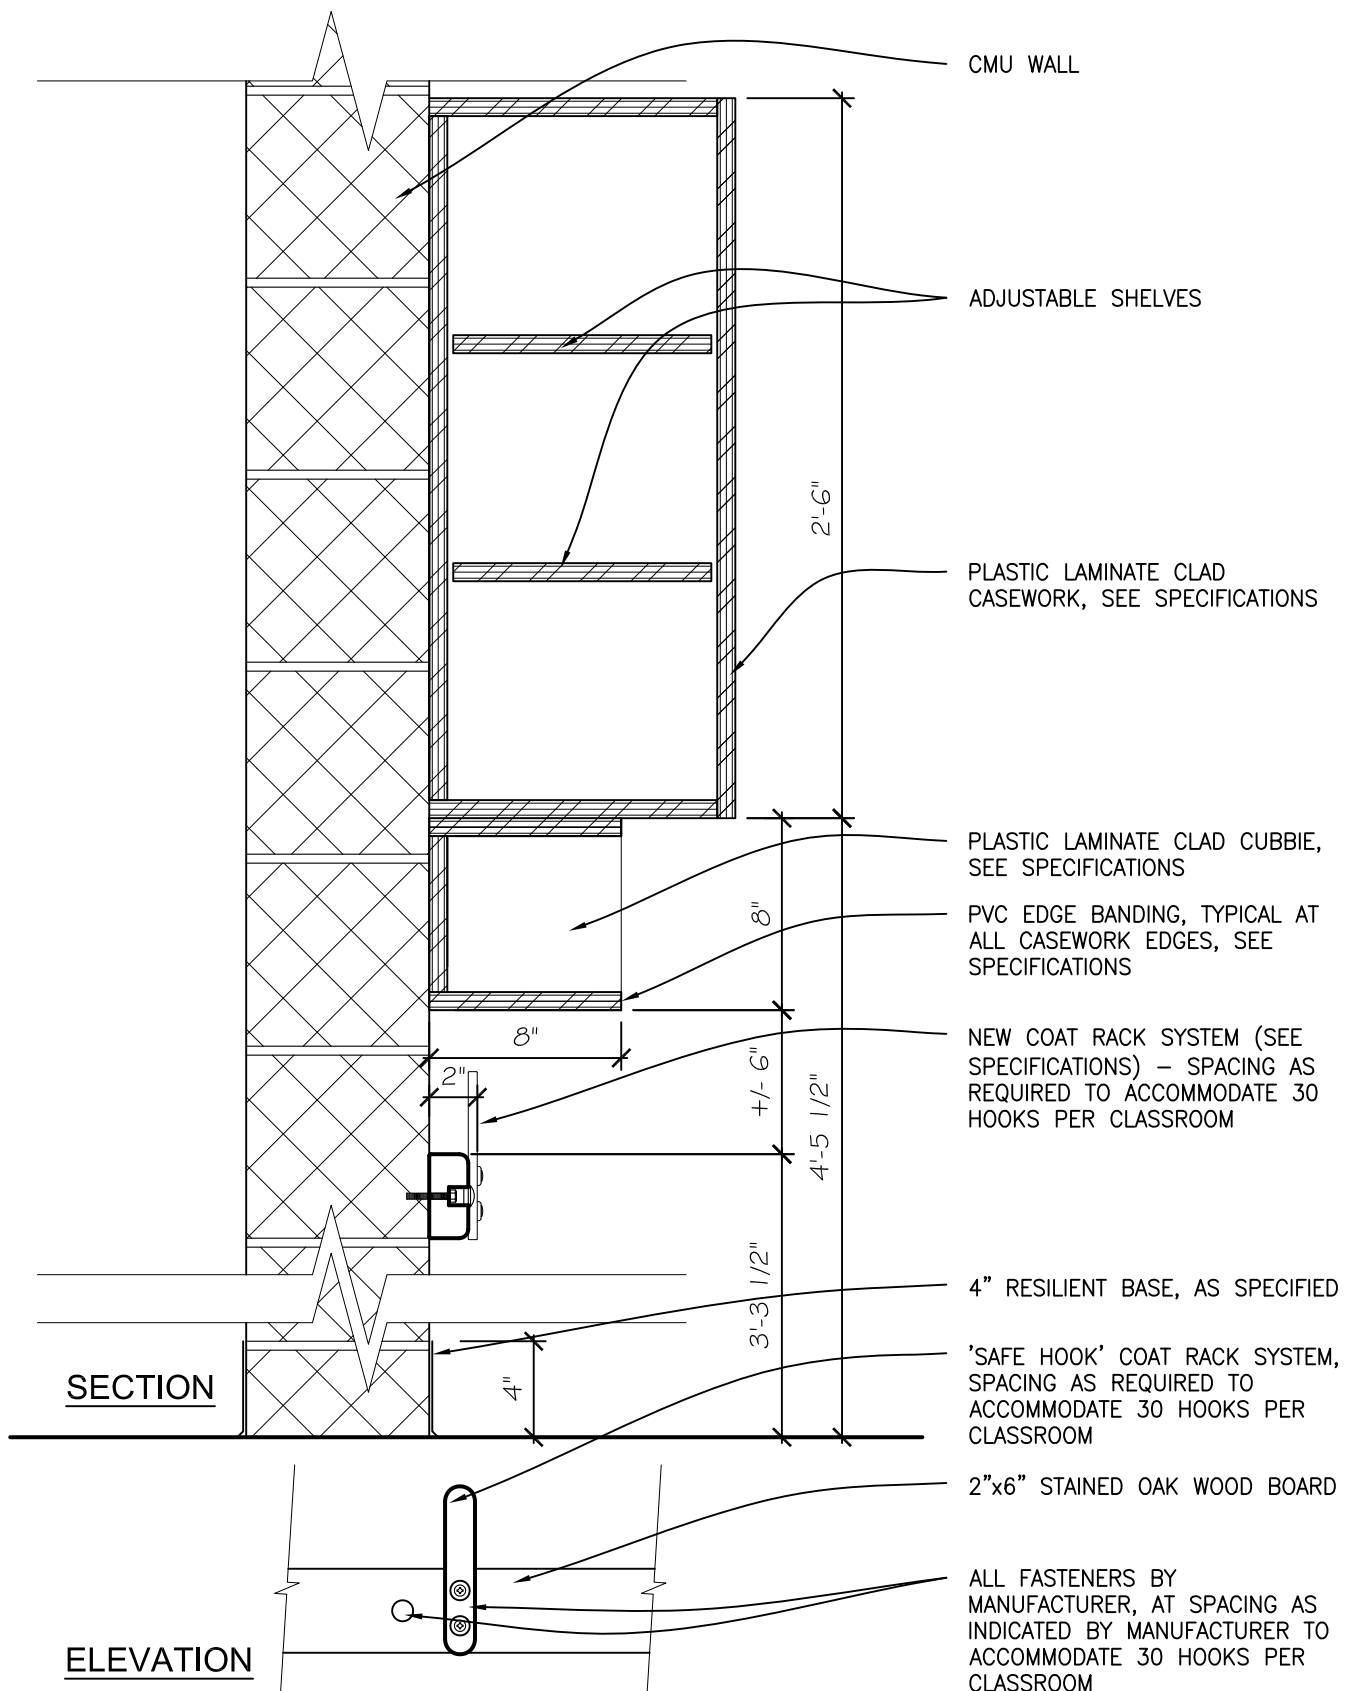 CMU WALL
ADJUSTABLE SHELVES
2'-6"
PLASTIC LAMINATE CLAD
CASEWORK, SEE SPECIFICATIONS
PLASTIC LAMINATE CLAD CUBBIE,
SEE SPECIFICATIONS
8"
PVC EDGE BANDING, TYPICAL AT
ALL CASEWORK EDGES, SEE
SPECIFICATIONS
8"
2"
+/- 6"
4'-5 1/2"
NEW COAT RACK SYSTEM (SEE
SPECIFICATIONS) – SPACING AS
REQUIRED TO ACCOMMODATE 30
HOOKS PER CLASSROOM
3'-3 1/2"
4" RESILIENT BASE, AS SPECIFIED
4"
SECTION
'SAFE HOOK' COAT RACK SYSTEM,
SPACING AS REQUIRED TO
ACCOMMODATE 30 HOOKS PER
CLASSROOM
2"x6" STAINED OAK WOOD BOARD
ALL FASTENERS BY
MANUFACTURER, AT SPACING AS
INDICATED BY MANUFACTURER TO
ACCOMMODATE 30 HOOKS PER
CLASSROOM
ELEVATION